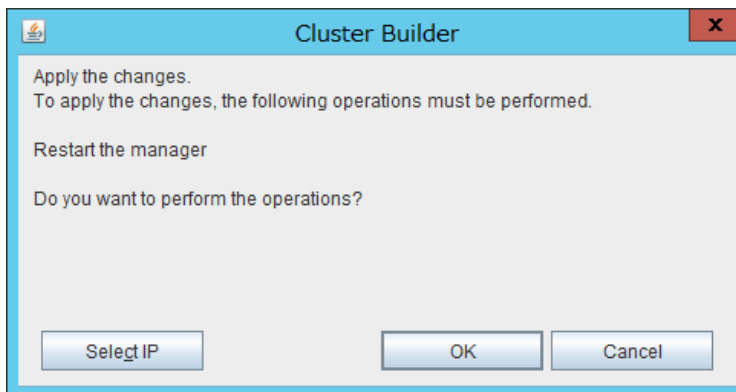 Cluster Builder
x
Apply the changes.
To apply the changes, the following operations must be performed.
Restart the manager
Do you want to perform the operations?
Select IP
OK
Cancel